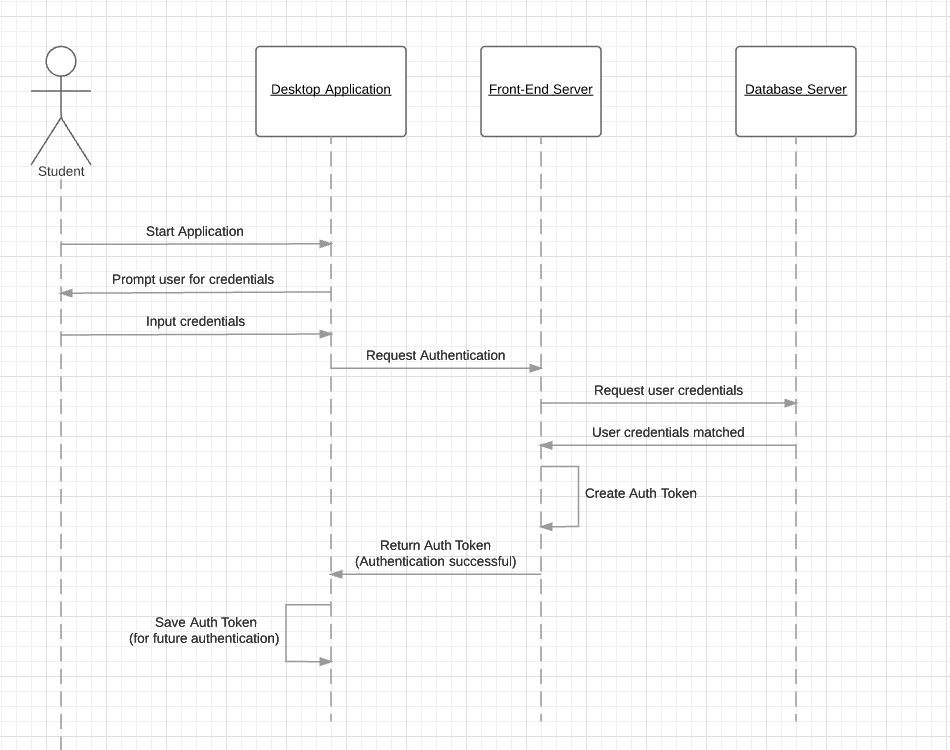 Desktop Application
Front-End Server
Database Server
Student
Start Application
Prompt user for credentials
Input credentials
Request Authentication
Request user credentials
User credentials matched
Create Auth Token
Return Auth Token
(Authentication successful)
Save Auth Token
(for future authentication)